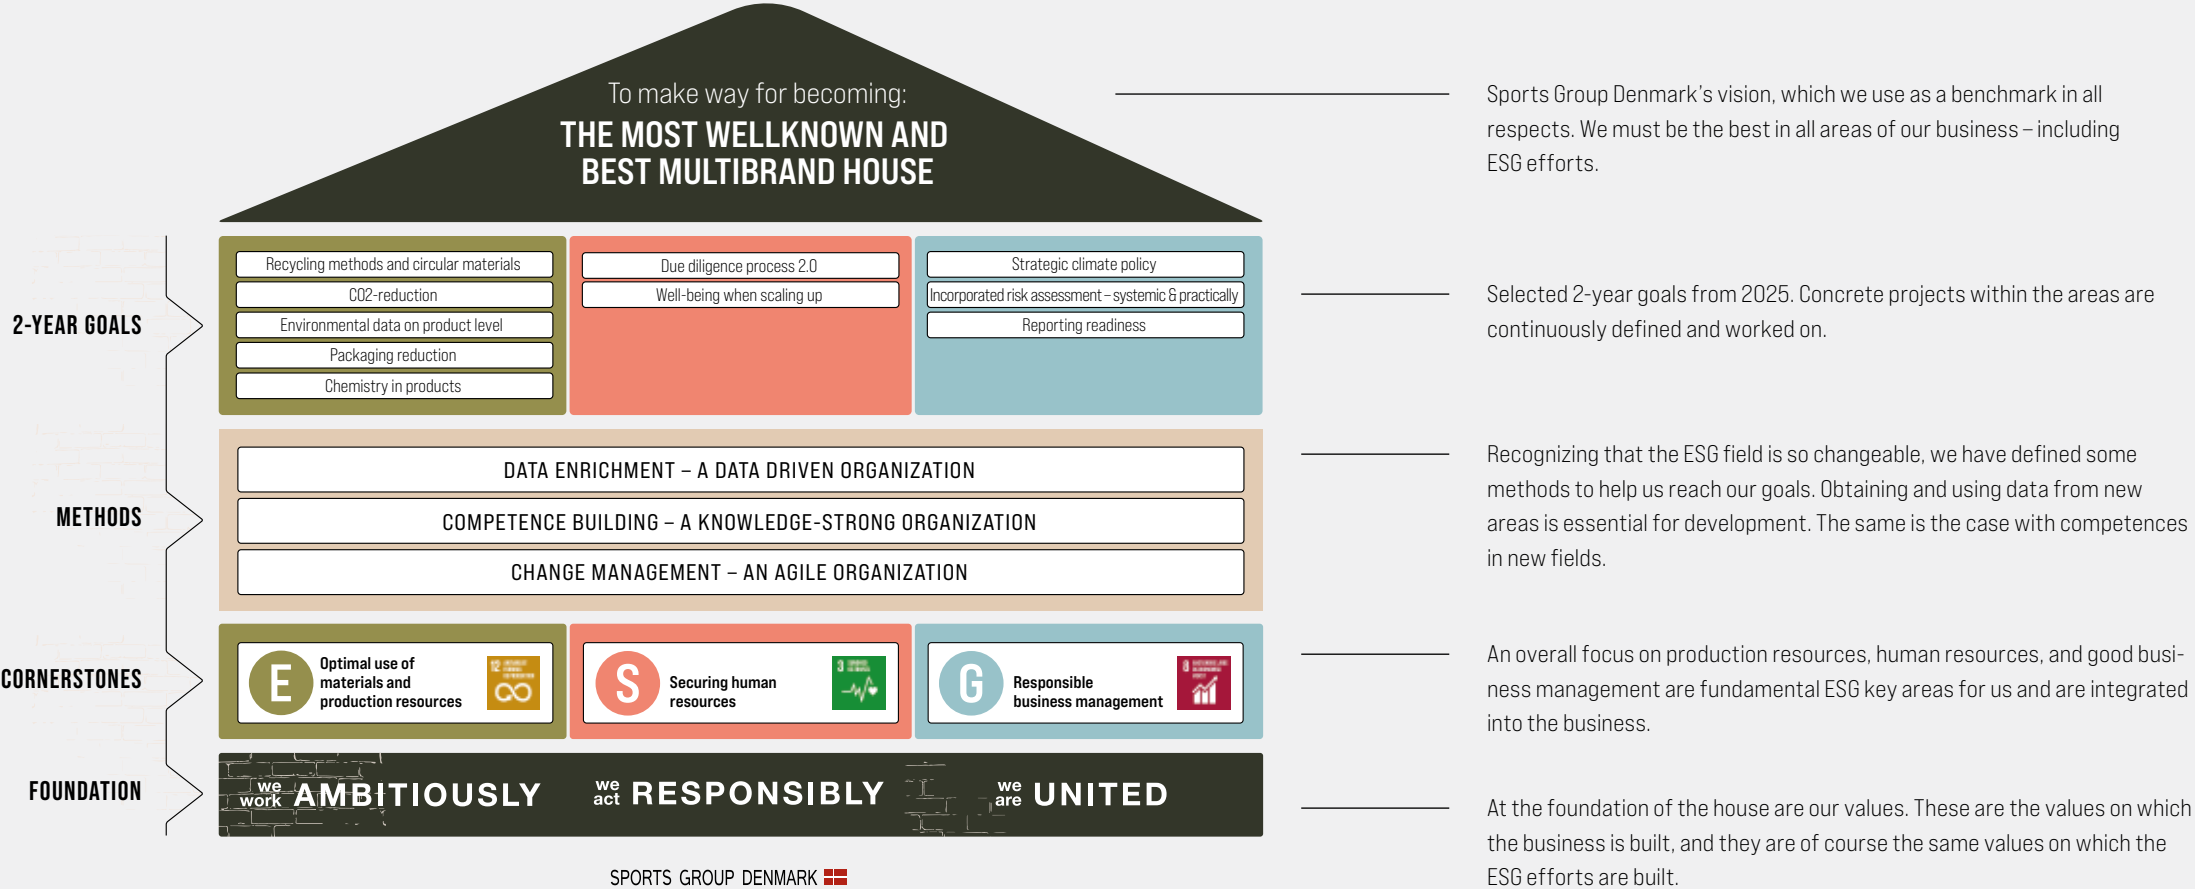 To make way for becoming:
THE MOST WELLKNOWN AND
BEST MULTIBRAND HOUSE
Sports Group Denmark’s vision, which we use as a benchmark in all
respects. We must be the best in all areas of our business – including
ESG efforts.
2-YEAR GOALS
Recycling methods and circular materials
CO2-reduction
Environmental data on product level
Packaging reduction
Chemistry in products
Due diligence process 2.0
Well-being when scaling up
Strategic climate policy
Incorporated risk assessment – systemic & practically
Reporting readiness
Selected 2-year goals from 2025. Concrete projects within the areas are
continuously defined and worked on.
METHODS
DATA ENRICHMENT – A DATA DRIVEN ORGANIZATION
COMPETENCE BUILDING – A KNOWLEDGE-STRONG ORGANIZATION
CHANGE MANAGEMENT – AN AGILE ORGANIZATION
Recognizing that the ESG field is so changeable, we have defined some
methods to help us reach our goals. Obtaining and using data from new
areas is essential for development. The same is the case with competences
in new fields.
CORNERSTONES
E
Optimal use of
materials and
production resources
12
S
Securing human
resources
3
G
Responsible
business management
8
An overall focus on production resources, human resources, and good busi-
ness management are fundamental ESG key areas for us and are integrated
into the business.
FOUNDATION
we work AMBITIOUSLY
we act RESPONSIBLY
we are UNITED
At the foundation of the house are our values. These are the values on which
the business is built, and they are of course the same values on which the
ESG efforts are built.
SPORTS GROUP DENMARK